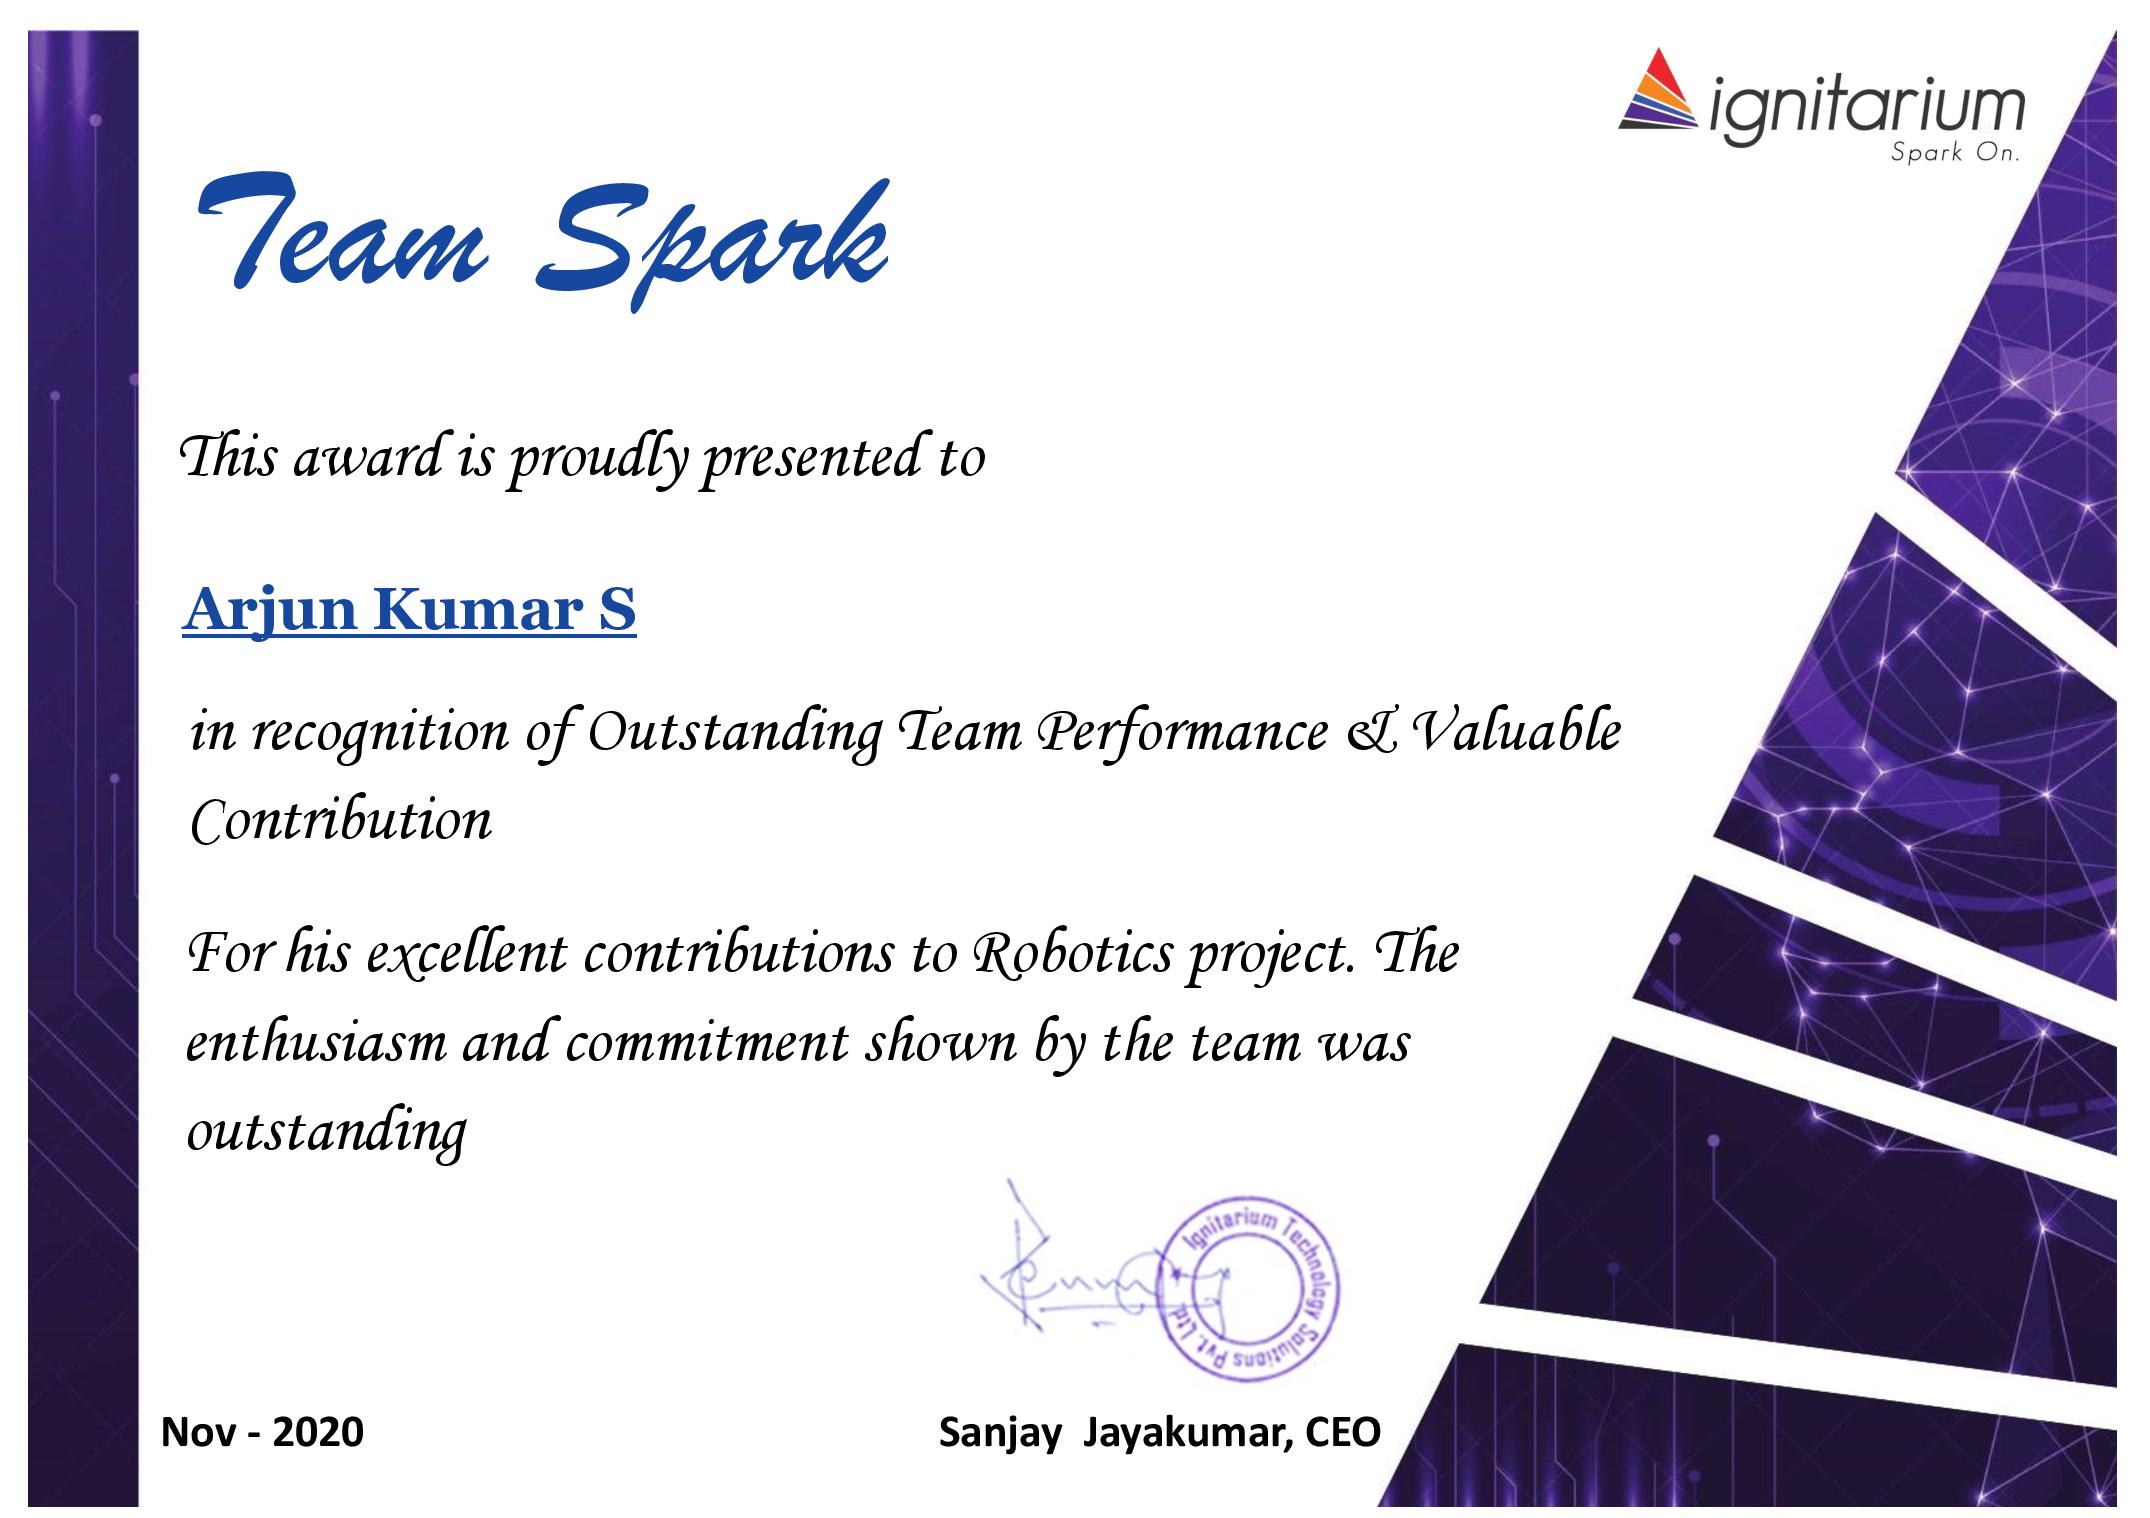 ignitarium
Spark On.
Team Spark
This award is proudly presented to
Arjun Kumar S
in recognition of Outstanding Team Performance & Valuable
Contribution
For his excellent contributions to Robotics project. The
enthusiasm and commitment shown by the team was
outstanding
Ignitarium Technology Solutions Pvt. Ltd
Nov - 2020
Sanjay Jayakumar, CEO